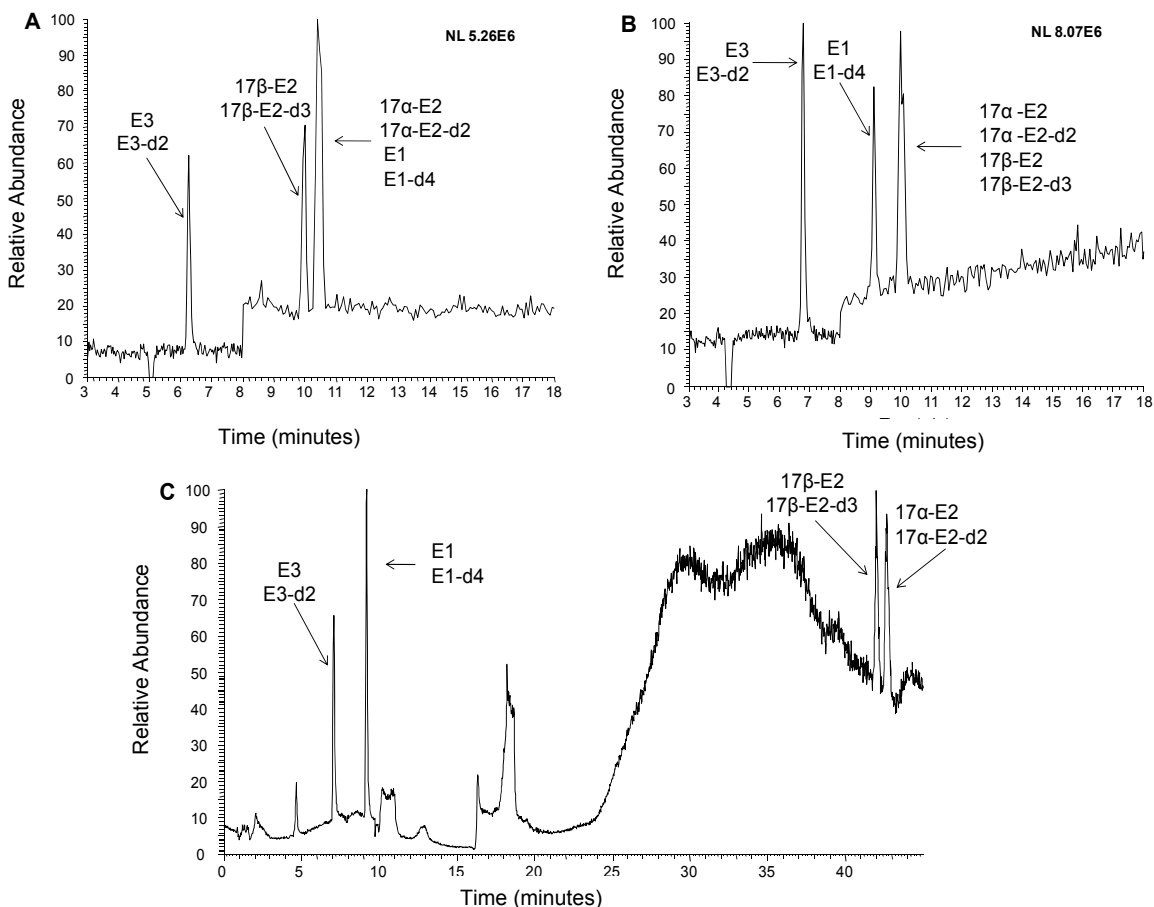 A
NL 5.26E6
Relative Abundance
100
90
80
70
60
50
40
30
20
10
0
E3
E3-d2
17β-E2
17β-E2-d3
17α-E2
17α-E2-d2
E1
E1-d4
3 4 5 6 7 8 9 10 11 12 13 14 15 16 17 18
Time (minutes)
B
NL 8.07E6
Relative Abundance
100
90
80
70
60
50
40
30
20
10
0
E3
E3-d2
E1
E1-d4
17α -E2
17α -E2-d2
17β-E2
17β-E2-d3
3 4 5 6 7 8 9 10 11 12 13 14 15 16 17 18
Time (minutes)
C
Relative Abundance
100
90
80
70
60
50
40
30
20
10
0
E3
E3-d2
E1
E1-d4
17β-E2
17β-E2-d3
17α-E2
17α-E2-d2
0 5 10 15 20 25 30 35 40
Time (minutes)